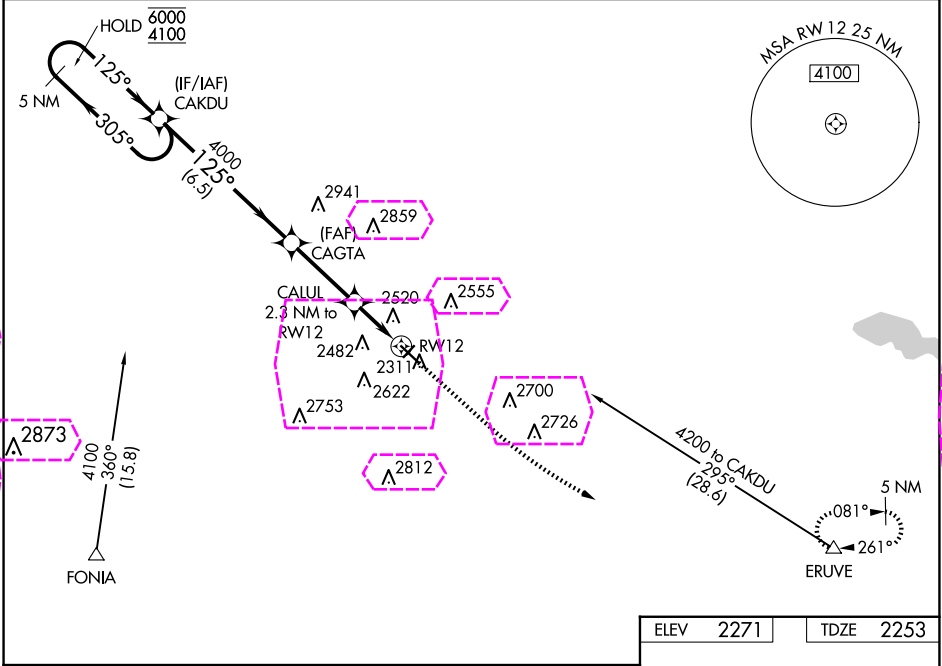 HOLD 6000
4100
MSA RW 12 25 NM
4100
125°
5 NM
305°
(IF/IAF)
CAKDU
4000
125°
(6.5)
2941
2859
(FAF)
CAGTA
CALUL
2.3 NM to
RW12
2520
2555
2482
RW12
2311
2622
2753
2700
2726
2873
2812
4100
360°
(15.8)
FONIA
4200 to CAKDU
295°
(28.6)
5 NM
081°
261°
ERUVE
ELEV 2271
TDZE 2253